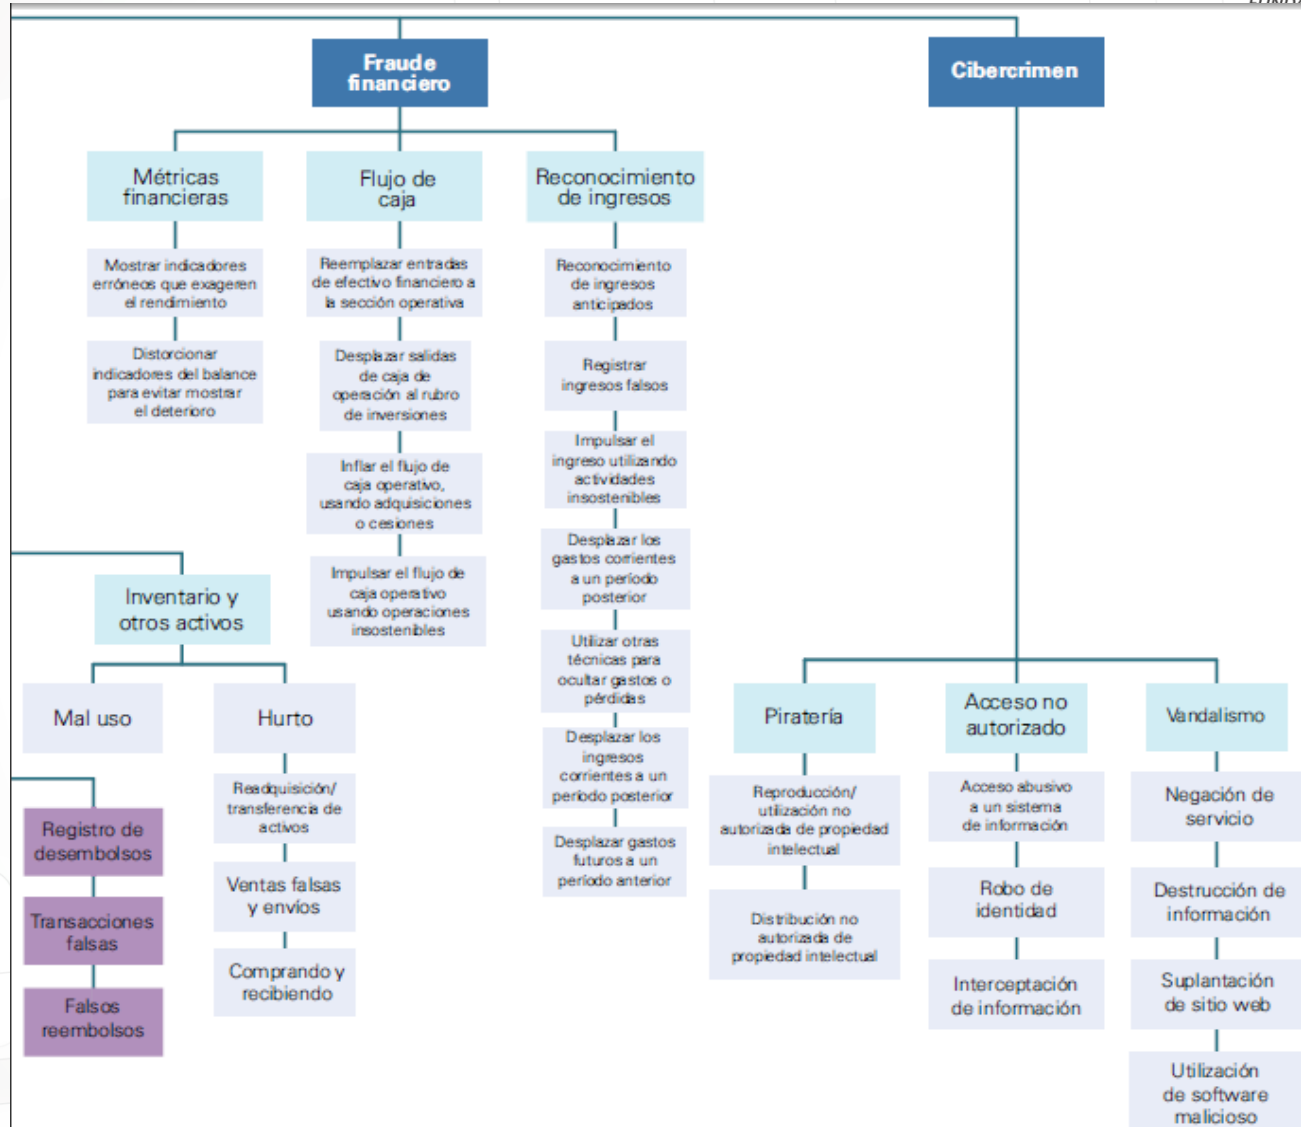 Fraude
financiero
Cibercrimen
Métricas
financieras
Mostrar indicadores
erróneos que exageren
el rendimiento
Distorcionar
indicadores del balance
para evitar mostrar
el deterioro
Flujo de
caja
Reemplazar entradas
de efectivo financiero a
la sección operativa
Desplazar salidas
de caja de
operación al rubro
de inversiones
Inflar el flujo de
caja operativo,
usando adquisiciones
o cesiones
Impulsar el flujo de
caja operativo
usando operaciones
insostenibles
Reconocimiento
de ingresos
Reconocimiento
de ingresos
anticipados
Registrar
ingresos falsos
Impulsar el
ingreso utilizando
actividades
insostenibles
Desplazar los
gastos corrientes
a un período
posterior
Utilizar otras
técnicas para
ocultar gastos o
pérdidas
Desplazar los
ingresos
corrientes a un
período posterior
Desplazar gastos
futuros a un
período anterior
Inventario y
otros activos
Mal uso
Hurto
Readquisición/
transferencia de
activos
Ventas falsas
y envíos
Comprando y
recibiendo
Registro de
desembolsos
Transacciones
falsas
Falsos
reembolsos
Piratería
Reproducción/
utilización no
autorizada de propiedad
intelectual
Distribución no
autorizada de
propiedad intelectual
Acceso no
autorizado
Acceso abusivo
a un sistema
de información
Robo de
identidad
Interceptación
de información
Vandalismo
Negación de
servicio
Destrucción de
información
Suplantación
de sitio web
Utilización
de software
malicioso